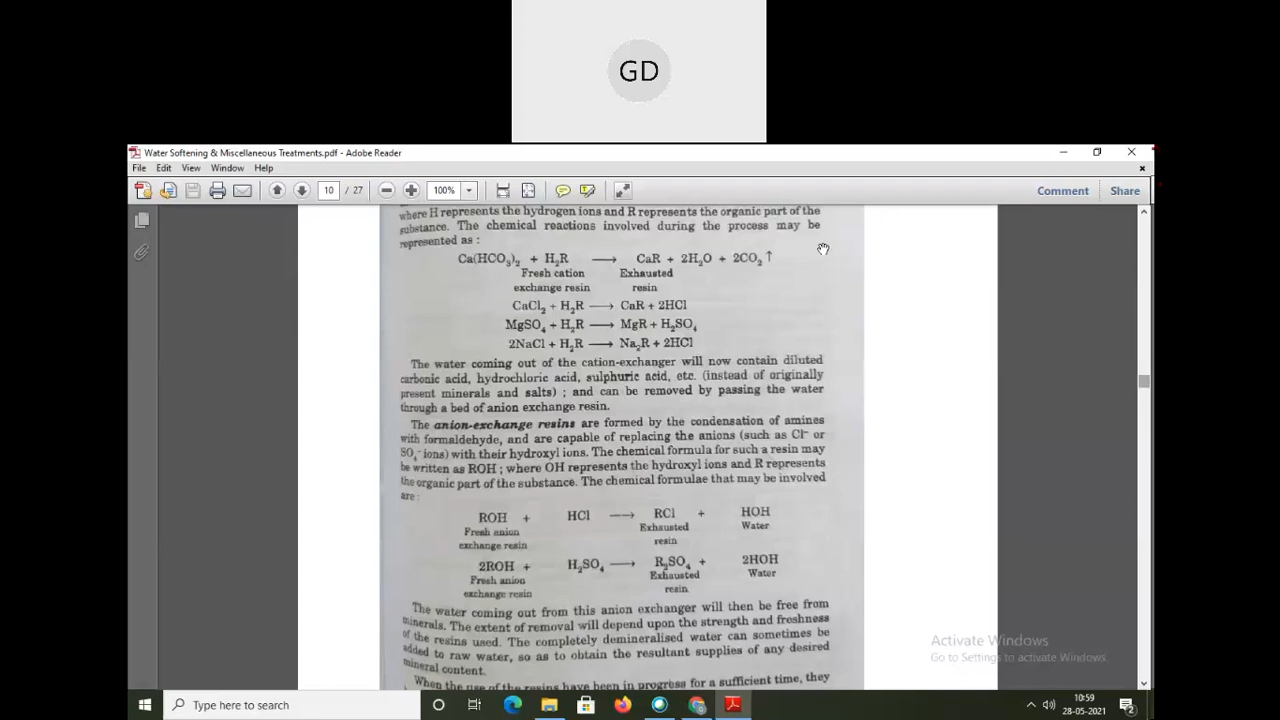 GD
Water Softening & Miscellaneous Treatments.pdf - Adobe Reader
File Edit View Window Help
10 / 27 100% Comment Share
where H represents the hydrogen ions and R represents the organic part of the
substance. The chemical reactions involved during the process may be
represented as :
Ca(HCO₃)₂ + H₂R ⟶ CaR + 2H₂O + 2CO₂ ↑
Fresh cation Exhausted
exchange resin resin
CaCl₂ + H₂R ⟶ CaR + 2HCl
MgSO₄ + H₂R ⟶ MgR + H₂SO₄
2NaCl + H₂R ⟶ Na₂R + 2HCl
The water coming out of the cation-exchanger will now contain diluted
carbonic acid, hydrochloric acid, sulphuric acid, etc. (instead of originally
present minerals and salts) ; and can be removed by passing the water
through a bed of anion exchange resin.
The anion-exchange resins are formed by the condensation of amines
with formaldehyde, and are capable of replacing the anions (such as Cl⁻ or
SO₄⁻ ions) with their hydroxyl ions. The chemical formula for such a resin may
be written as ROH ; where OH represents the hydroxyl ions and R represents
the organic part of the substance. The chemical formulae that may be involved
are :
ROH + HCl ⟶ RCl + HOH
Fresh anion Exhausted Water
exchange resin resin
2ROH + H₂SO₄ ⟶ R₂SO₄ + 2HOH
Fresh anion Exhausted Water
exchange resin resin.
The water coming out from this anion exchanger will then be free from
minerals. The extent of removal will depend upon the strength and freshness
of the resins used. The completely demineralised water can sometimes be
added to raw water, so as to obtain the resultant supplies of any desired
mineral content.
When the use of the resins have been in progress for a sufficient time, they
Activate Windows
Go to Settings to activate Windows.
Type here to search
10:59
28-05-2021
2